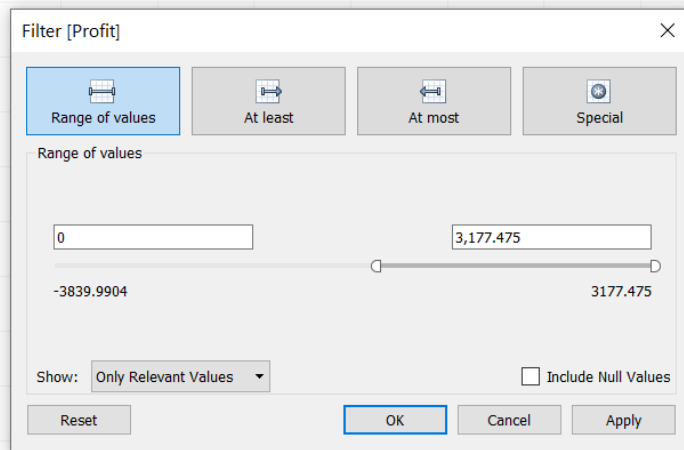 Filter [Profit]
Range of values
At least
At most
Special
Range of values
0
3,177.475
-3839.9904
3177.475
Show: Only Relevant Values
Include Null Values
Reset
OK
Cancel
Apply